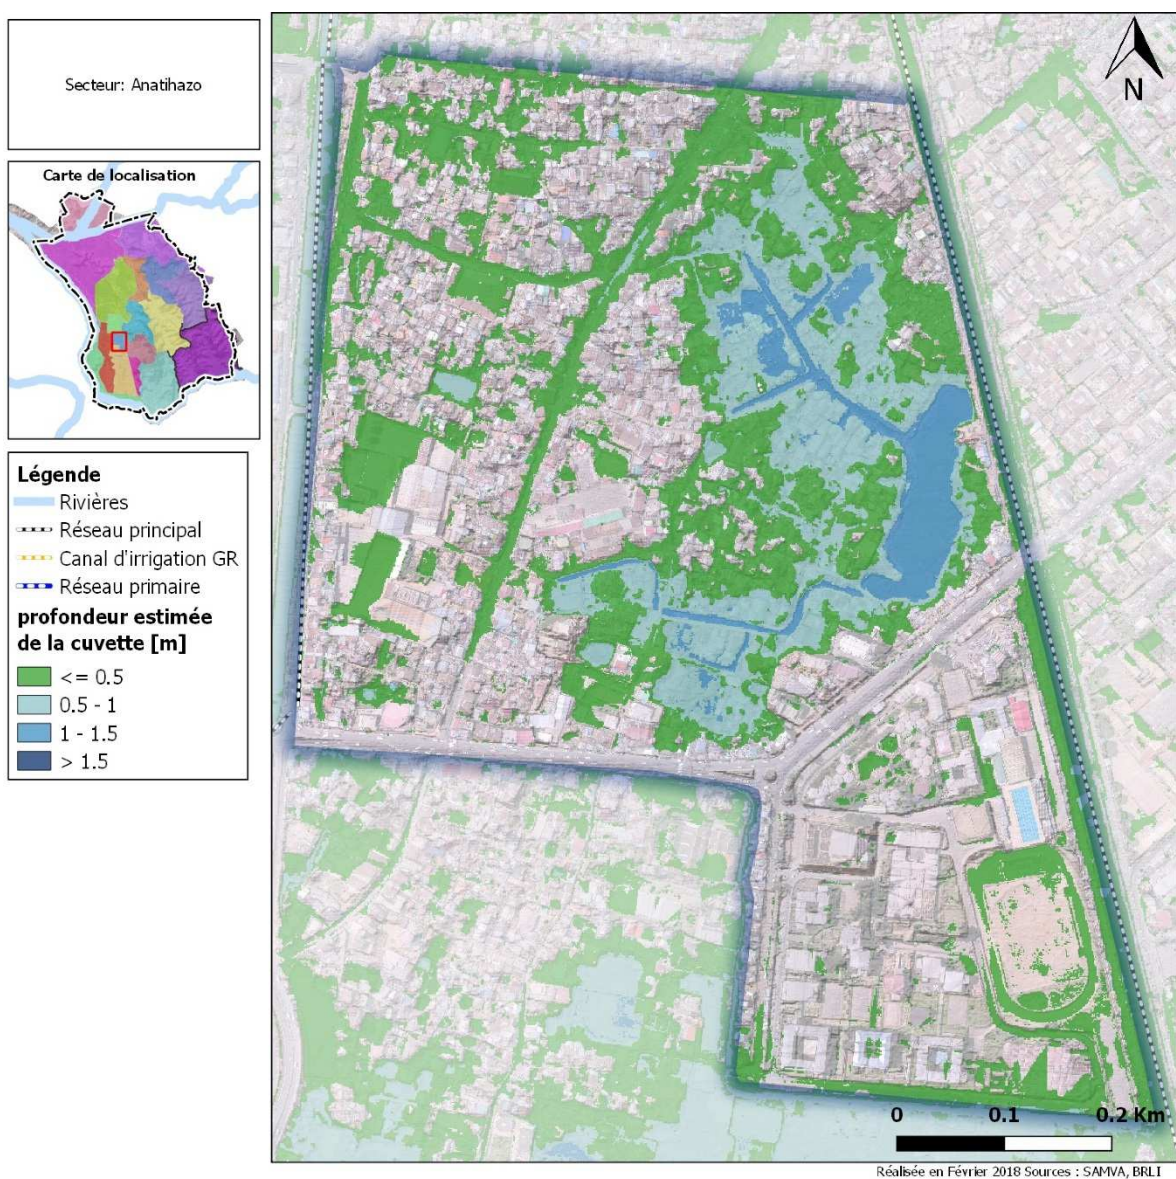 Secteur: Anatihazo
Carte de localisation
Légende
Rivières
Réseau principal
Canal d'irrigation GR
Réseau primaire
profondeur estimée
de la cuvette [m]
<= 0.5
0.5 - 1
1 - 1.5
> 1.5
N
0 0.1 0.2 Km
Réalisée en Février 2018 Sources : SAMVA, BRLI